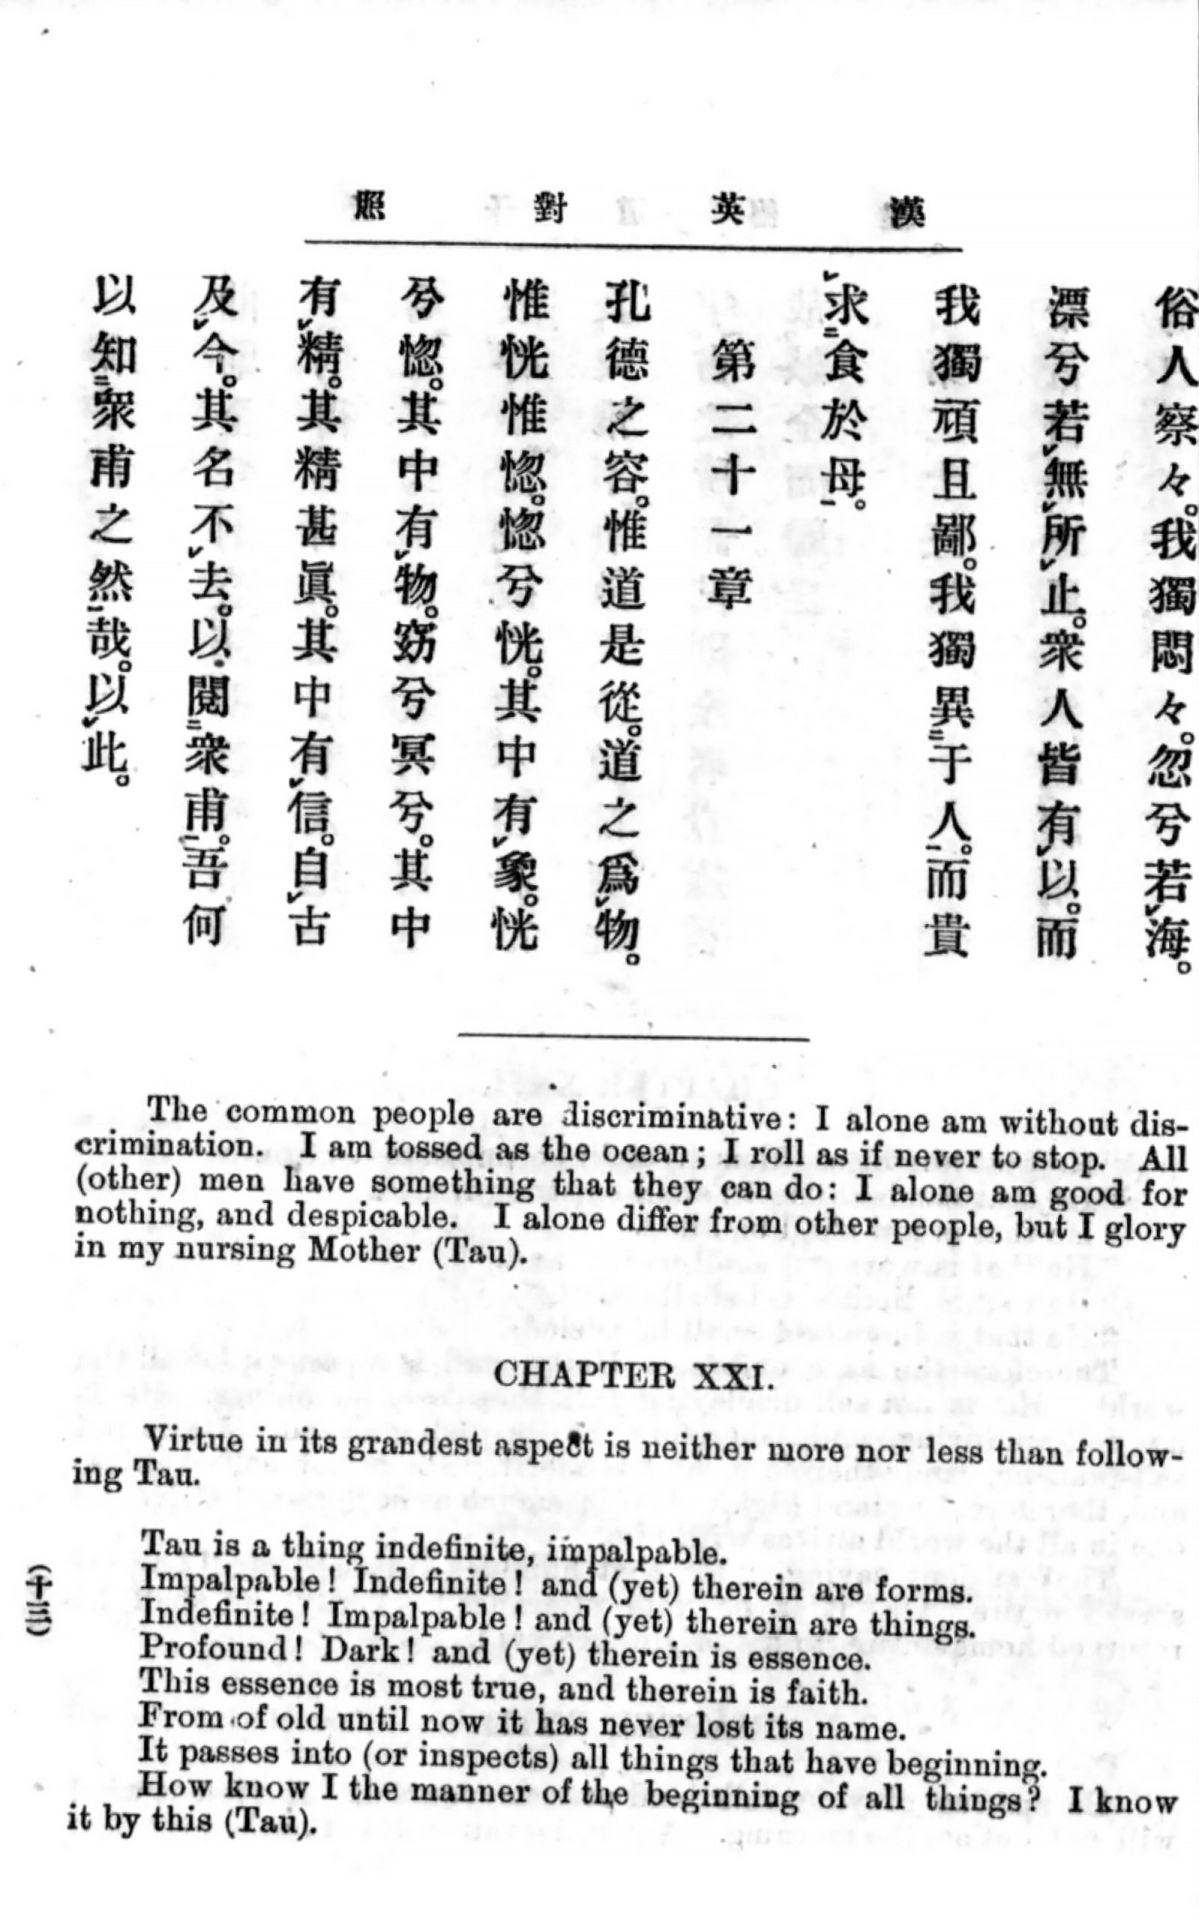 漢英對照
俗人察々。我獨悶々。忽兮若海。
漂兮若無所止。衆人皆有以。而
我獨頑且鄙。我獨異于人。而貴
求食於母。
第二十一章
孔德之容。惟道是從。道之爲物。
惟恍惟惚。惚兮恍。其中有象。恍
兮惚。其中有物。窈兮冥兮。其中
有精。其精甚眞。其中有信。自古
及今。其名不去。以閱衆甫。吾何
以知衆甫之然哉。以此。
The common people are discriminative: I alone am without dis-
crimination. I am tossed as the ocean; I roll as if never to stop. All
(other) men have something that they can do: I alone am good for
nothing, and despicable. I alone differ from other people, but I glory
in my nursing Mother (Tau).
CHAPTER XXI.
Virtue in its grandest aspect is neither more nor less than follow-
ing Tau.
Tau is a thing indefinite, impalpable.
Impalpable! Indefinite! and (yet) therein are forms.
Indefinite! Impalpable! and (yet) therein are things.
Profound! Dark! and (yet) therein is essence.
This essence is most true, and therein is faith.
From of old until now it has never lost its name.
It passes into (or inspects) all things that have beginning.
How know I the manner of the beginning of all things? I know
it by this (Tau).
(十三)